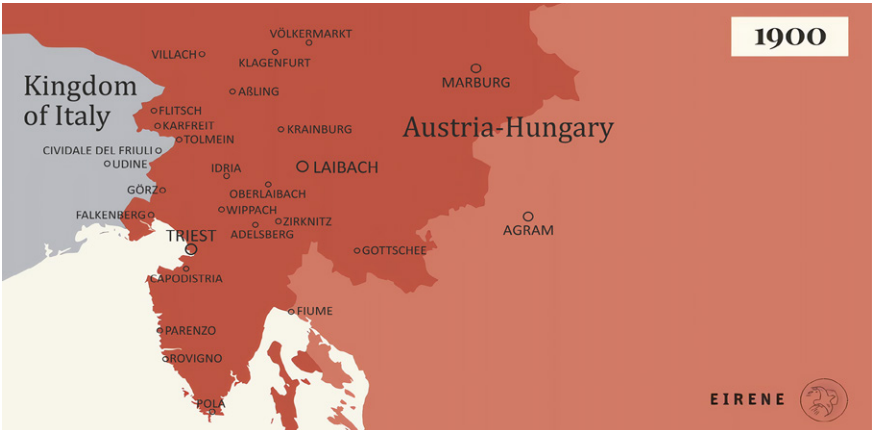 1900
VÖLKERMARKT
VILLACH
KLAGENFURT
Kingdom
of Italy
MARBURG
AßLING
FLITSCH
KARFREIT
KRAINBURG
Austria-Hungary
TOLMEIN
CIVIDALE DEL FRIULI
UDINE
IDRIA
LAIBACH
GÖRZ
OBERLAIBACH
WIPPACH
FALKENBERG
ZIRKNITZ
AGRAM
TRIEST
ADELSBERG
GOTTSCHEE
CAPODISTRIA
FIUME
PARENZO
ROVIGNO
POLA
EIRENE